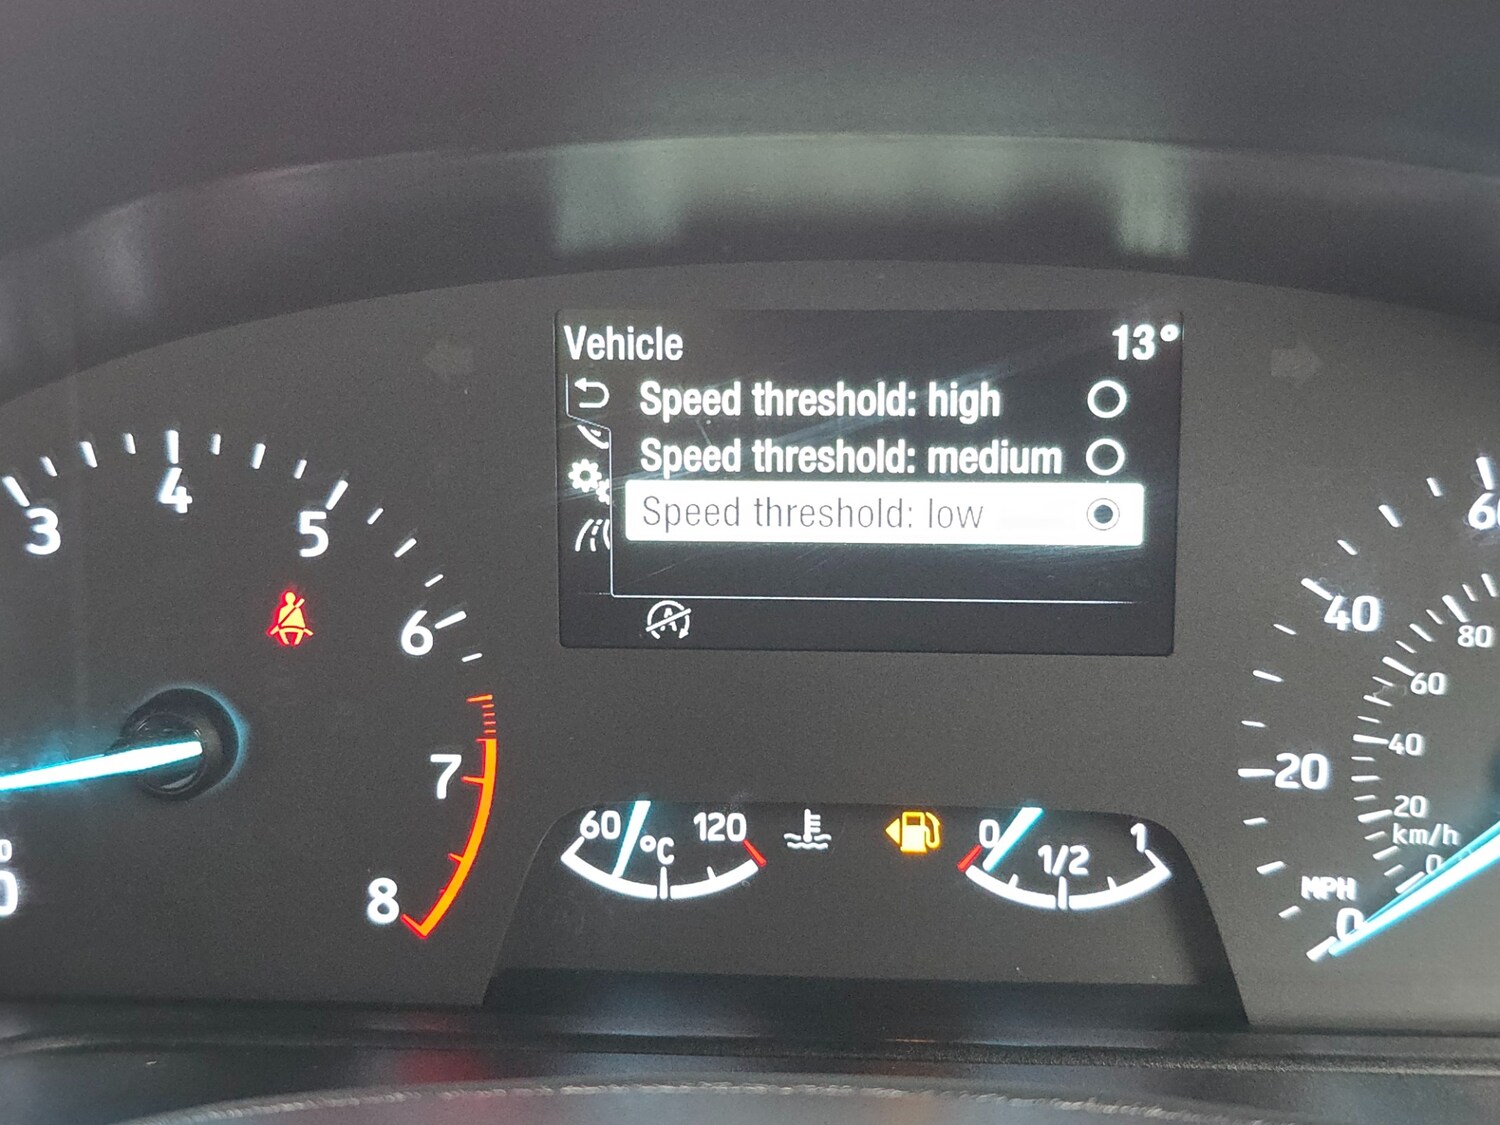 Vehicle 13°
Speed threshold: high
Speed threshold: medium
Speed threshold: low
A
3
4
5
6
7
8
0
60
120
°C
0
1/2
1
0
20
40
MPH
0
20
40
60
80
km/h